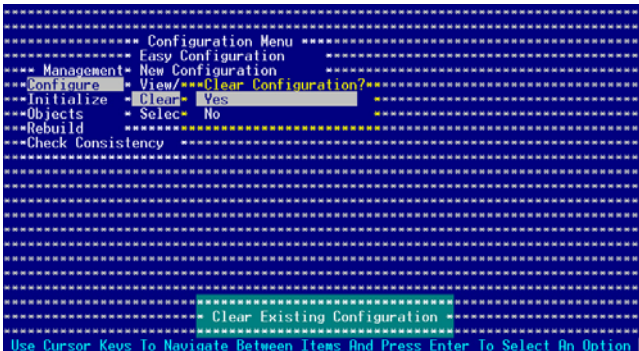 Configuration Menu
Easy Configuration
Management New Configuration
Configure View/ Clear Configuration?
Initialize Clear Yes
Objects Selec No
Rebuild
Check Consistency
Clear Existing Configuration
Use Cursor Keys To Navigate Between Items And Press Enter To Select An Option